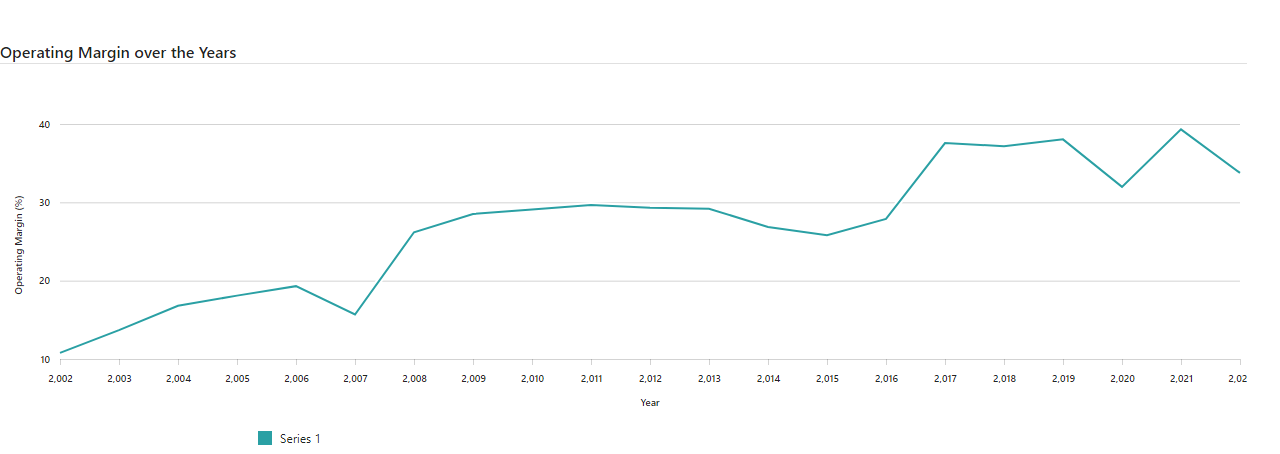 Operating Margin over the Years
40
30
20
10
Operating Margin (%)
2,002 2,003 2,004 2,005 2,006 2,007 2,008 2,009 2,010 2,011 2,012 2,013 2,014 2,015 2,016 2,017 2,018 2,019 2,020 2,021 2,02
Year
Series 1